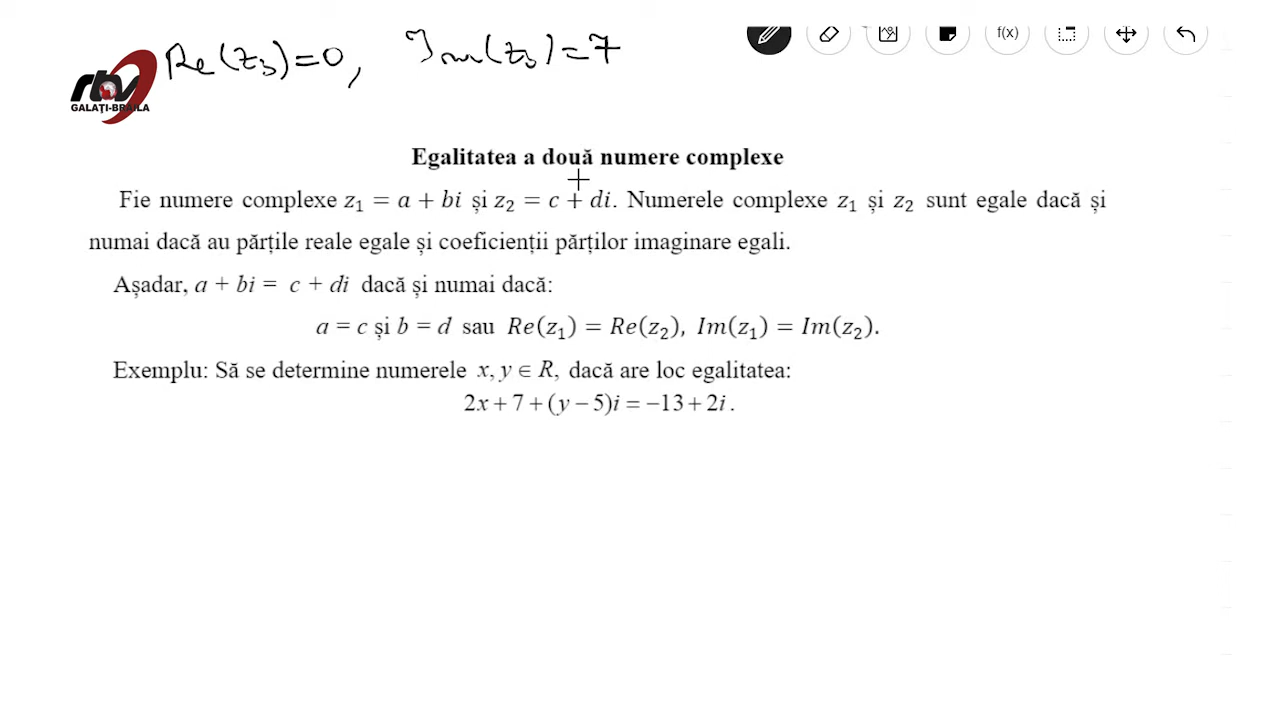 Re(z₃)=0, Im(z₃)=7
rtv
GALAȚI-BRAILA
f(x)
Egalitatea a două numere complexe
Fie numere complexe z₁ = a + bi și z₂ = c + di. Numerele complexe z₁ și z₂ sunt egale dacă și
numai dacă au părțile reale egale și coeficienții părților imaginare egali.
Așadar, a + bi = c + di dacă și numai dacă:
a = c și b = d sau Re(z₁) = Re(z₂), Im(z₁) = Im(z₂).
Exemplu: Să se determine numerele x, y ∈ R, dacă are loc egalitatea:
2x + 7 + (y − 5)i = −13 + 2i.